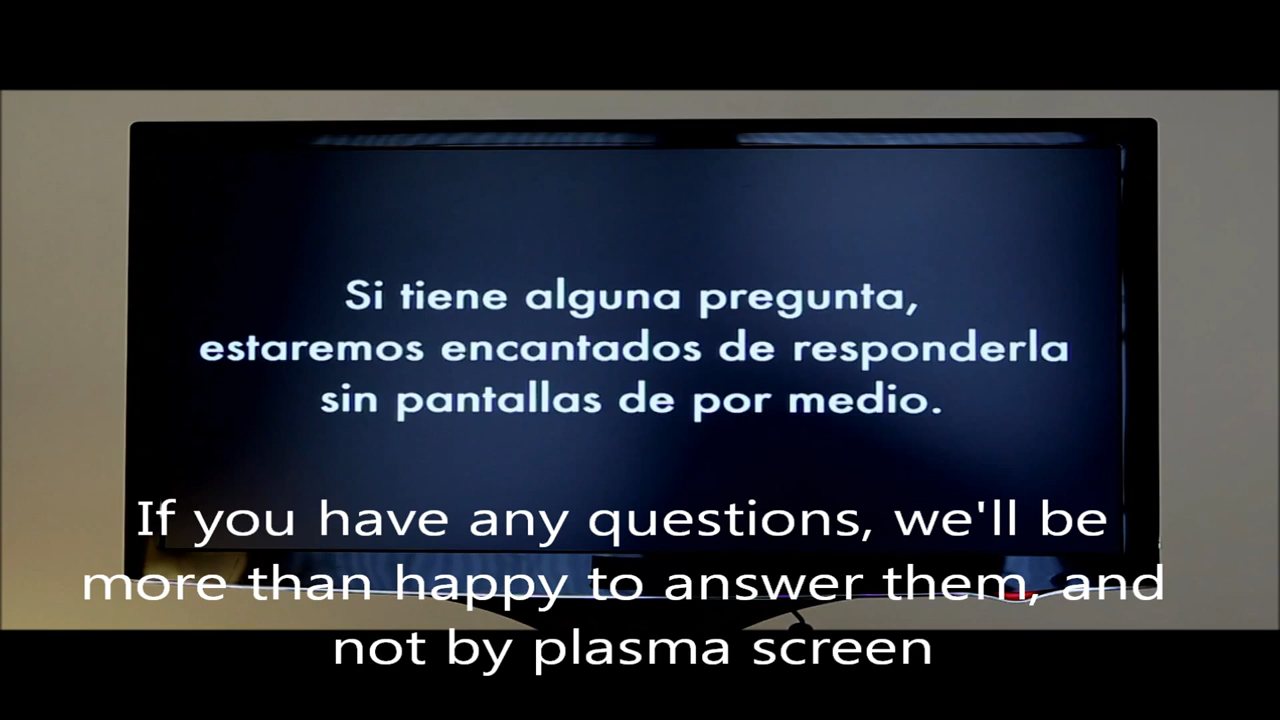 Si tiene alguna pregunta,
estaremos encantados de responderla
sin pantallas de por medio.
If you have any questions, we'll be
more than happy to answer them, and
not by plasma screen